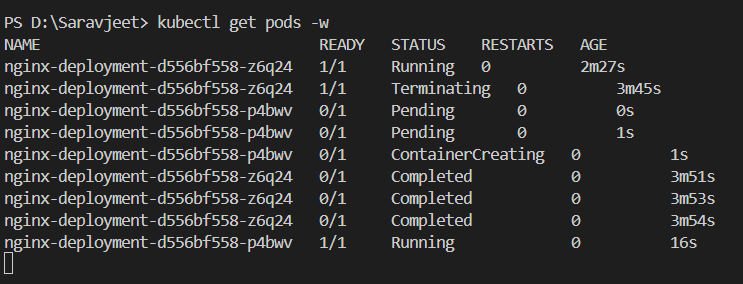 PS D:\Saravjeet> kubectl get pods -w
NAME READY STATUS RESTARTS AGE
nginx-deployment-d556bf558-z6q24 1/1 Running 0 2m27s
nginx-deployment-d556bf558-z6q24 1/1 Terminating 0 3m45s
nginx-deployment-d556bf558-p4bwv 0/1 Pending 0 0s
nginx-deployment-d556bf558-p4bwv 0/1 Pending 0 1s
nginx-deployment-d556bf558-p4bwv 0/1 ContainerCreating 0 1s
nginx-deployment-d556bf558-z6q24 0/1 Completed 0 3m51s
nginx-deployment-d556bf558-z6q24 0/1 Completed 0 3m53s
nginx-deployment-d556bf558-z6q24 0/1 Completed 0 3m54s
nginx-deployment-d556bf558-p4bwv 1/1 Running 0 16s